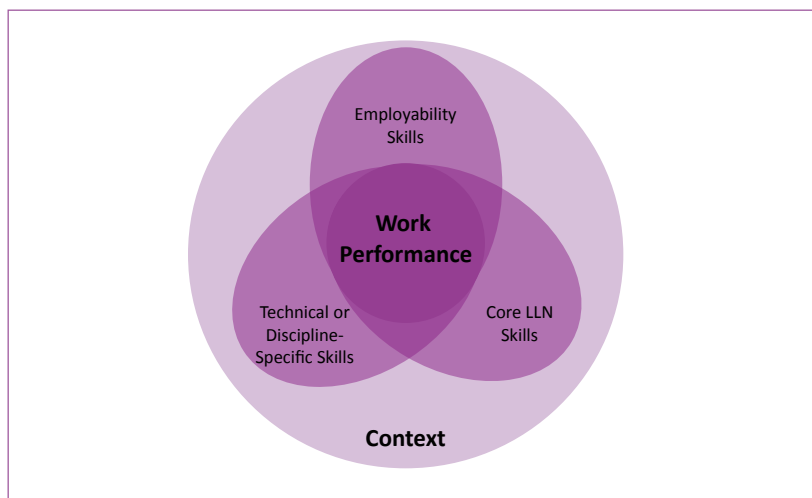 Employability
Skills
Work
Performance
Technical or
Discipline-
Specific Skills
Core LLN
Skills
Context